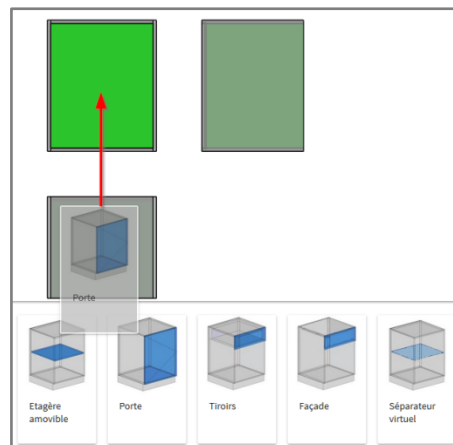 Porte
Etagère
amovible
Porte
Tiroirs
Façade
Séparateur
virtuel